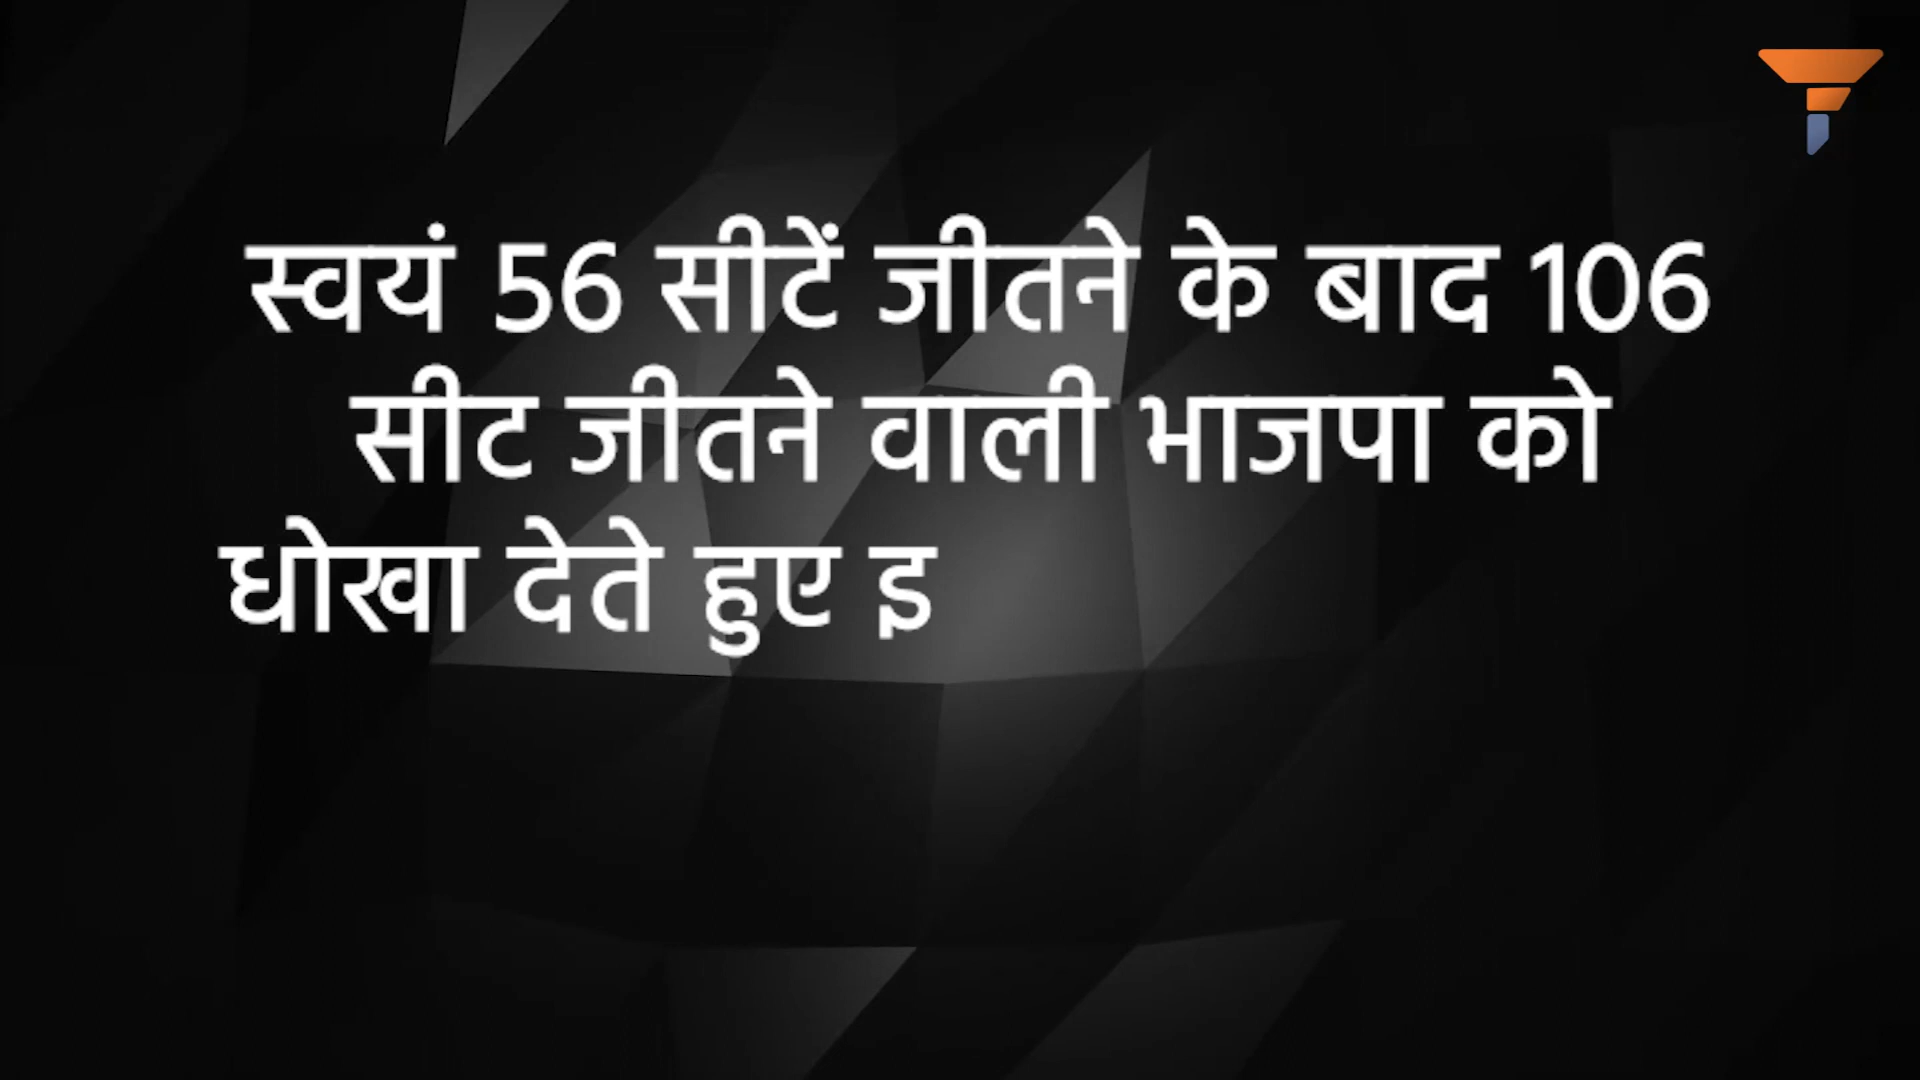 स्वयं 56 सीटें जीतने के बाद 106
सीट जीतने वाली भाजपा को
धोखा देते हुए इ